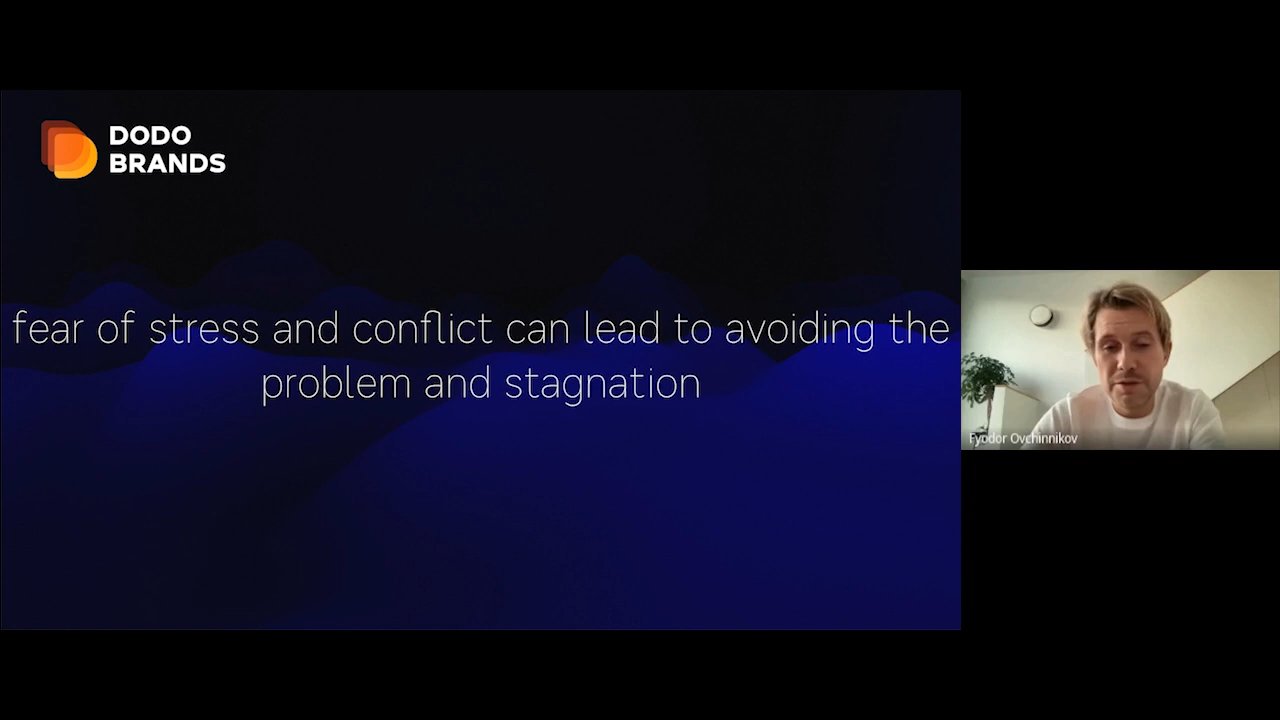 DODO
BRANDS
fear of stress and conflict can lead to avoiding the
problem and stagnation
Fyodor Ovchinnikov